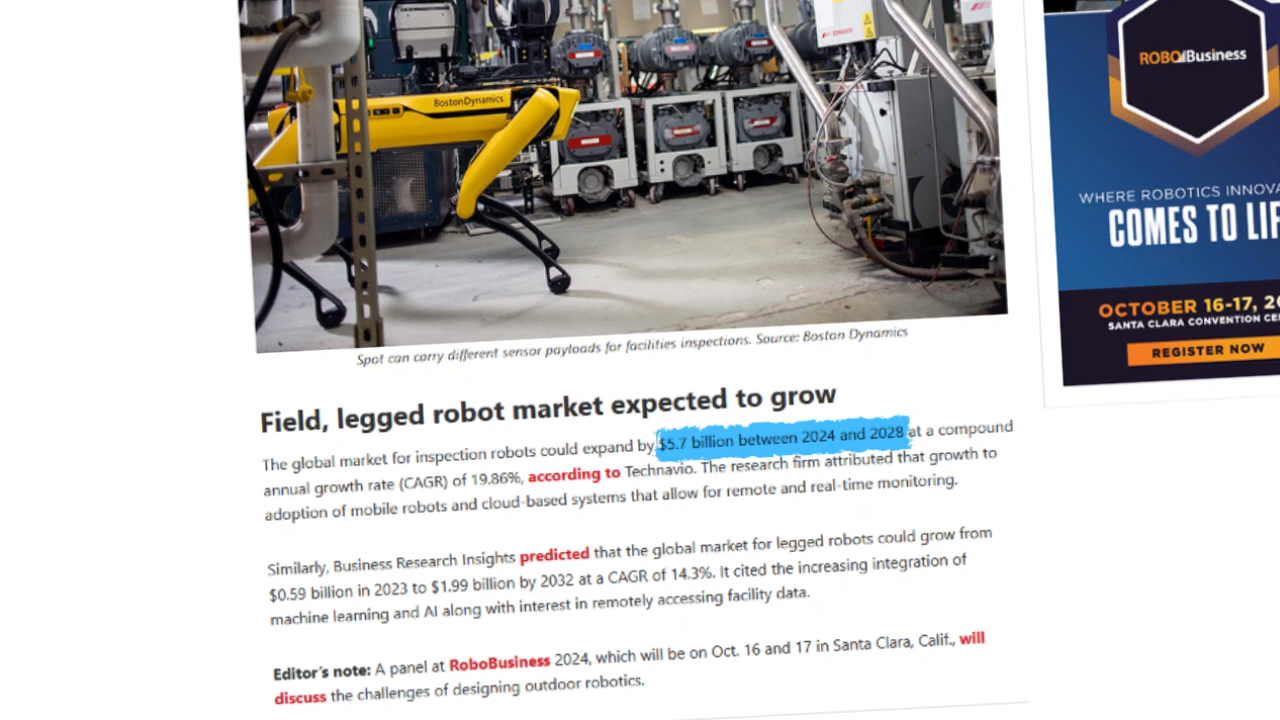 BostonDynamics
Spot can carry different sensor payloads for facilities inspections. Source: Boston Dynamics
Field, legged robot market expected to grow
The global market for inspection robots could expand by $5.7 billion between 2024 and 2028 at a compound
annual growth rate (CAGR) of 19.86%, according to Technavio. The research firm attributed that growth to
adoption of mobile robots and cloud-based systems that allow for remote and real-time monitoring.
Similarly, Business Research Insights predicted that the global market for legged robots could grow from
$0.59 billion in 2023 to $1.99 billion by 2032 at a CAGR of 14.3%. It cited the increasing integration of
machine learning and AI along with interest in remotely accessing facility data.
Editor's note: A panel at RoboBusiness 2024, which will be on Oct. 16 and 17 in Santa Clara, Calif., will
discuss the challenges of designing outdoor robotics.
ROBOBusiness
WHERE ROBOTICS INNOVA
COMES TO LIF
OCTOBER 16-17, 20
SANTA CLARA CONVENTION CE
REGISTER NOW